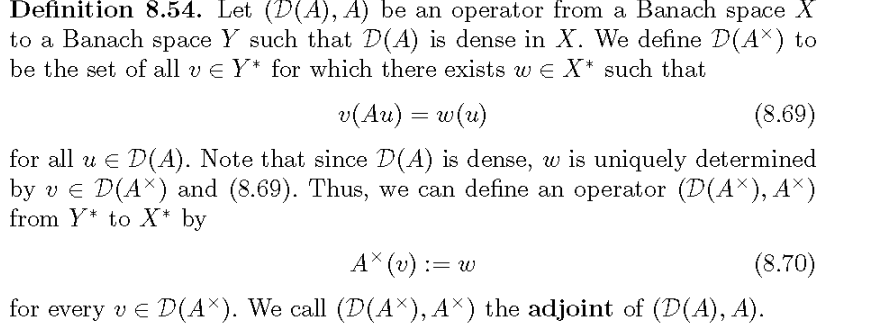 Definition 8.54. Let (𝒟(A), A) be an operator from a Banach space X
to a Banach space Y such that 𝒟(A) is dense in X. We define 𝒟(A×) to
be the set of all v ∈ Y* for which there exists w ∈ X* such that
v(Au) = w(u) (8.69)
for all u ∈ 𝒟(A). Note that since 𝒟(A) is dense, w is uniquely determined
by v ∈ 𝒟(A×) and (8.69). Thus, we can define an operator (𝒟(A×), A×)
from Y* to X* by
A×(v) := w (8.70)
for every v ∈ 𝒟(A×). We call (𝒟(A×), A×) the adjoint of (𝒟(A), A).